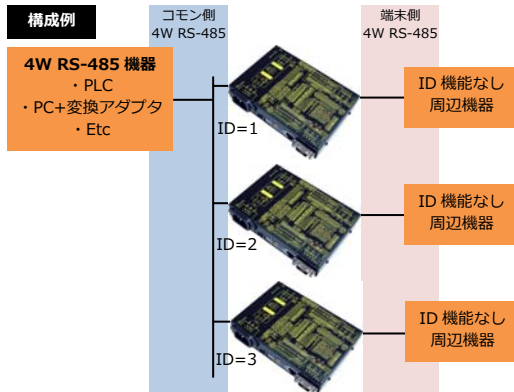 構成例
コモン側
4W RS-485
端末側
4W RS-485
4W RS-485 機器
・PLC
・PC+変換アダプタ
・Etc
ID=1
ID 機能なし
周辺機器
ID=2
ID 機能なし
周辺機器
ID=3
ID 機能なし
周辺機器